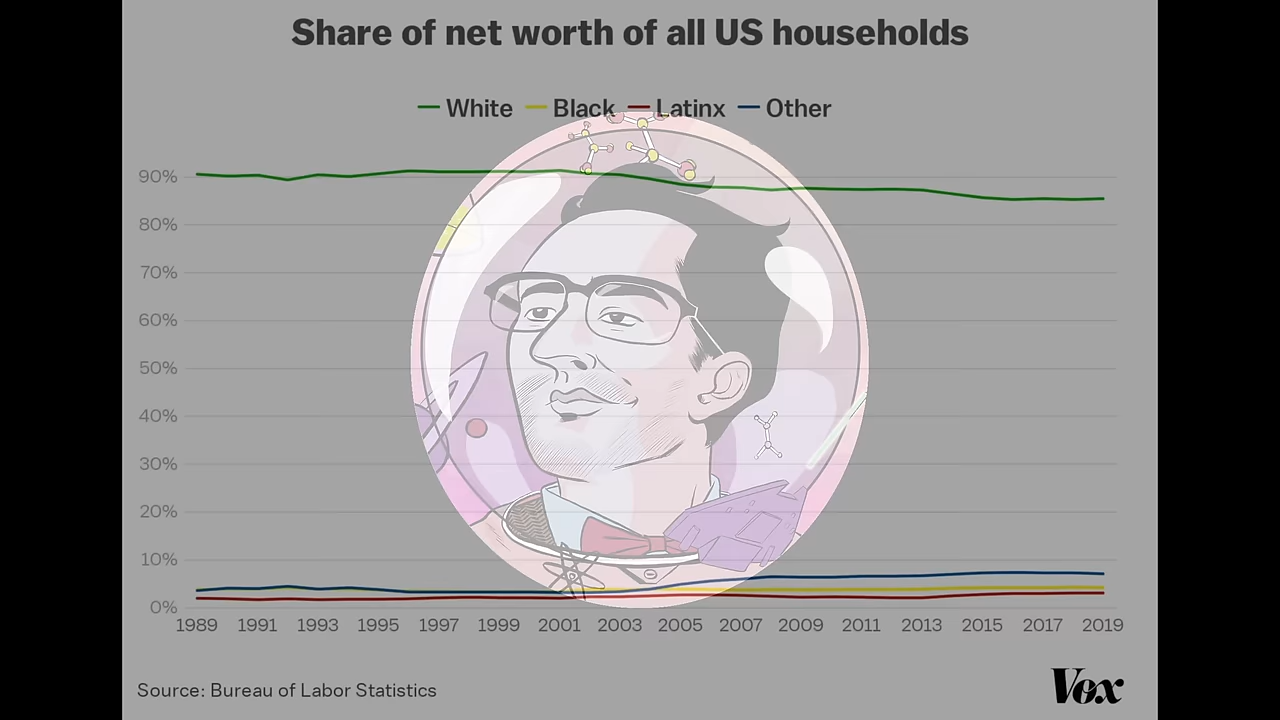 Share of net worth of all US households
White Black Latinx Other
90%
80%
70%
60%
50%
40%
30%
20%
10%
0%
1989 1991 1993 1995 1997 1999 2001 2003 2005 2007 2009 2011 2013 2015 2017 2019
Source: Bureau of Labor Statistics
Vox